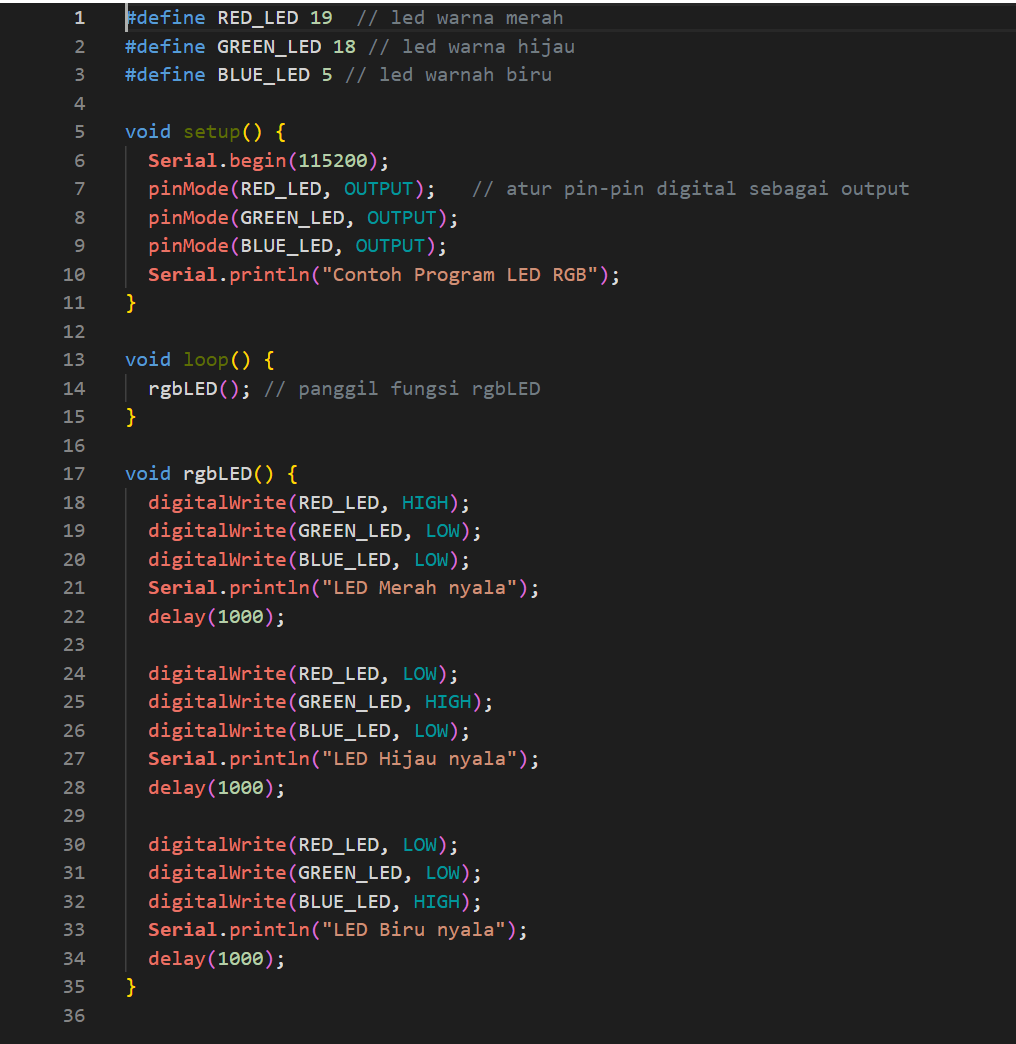 1 #define RED_LED 19  // led warna merah
2 #define GREEN_LED 18 // led warna hijau
3 #define BLUE_LED 5 // led warnah biru
4
5 void setup() {
6   Serial.begin(115200);
7   pinMode(RED_LED, OUTPUT);   // atur pin-pin digital sebagai output
8   pinMode(GREEN_LED, OUTPUT);
9   pinMode(BLUE_LED, OUTPUT);
10   Serial.println("Contoh Program LED RGB");
11 }
12
13 void loop() {
14   rgbLED(); // panggil fungsi rgbLED
15 }
16
17 void rgbLED() {
18   digitalWrite(RED_LED, HIGH);
19   digitalWrite(GREEN_LED, LOW);
20   digitalWrite(BLUE_LED, LOW);
21   Serial.println("LED Merah nyala");
22   delay(1000);
23
24   digitalWrite(RED_LED, LOW);
25   digitalWrite(GREEN_LED, HIGH);
26   digitalWrite(BLUE_LED, LOW);
27   Serial.println("LED Hijau nyala");
28   delay(1000);
29
30   digitalWrite(RED_LED, LOW);
31   digitalWrite(GREEN_LED, LOW);
32   digitalWrite(BLUE_LED, HIGH);
33   Serial.println("LED Biru nyala");
34   delay(1000);
35 }
36